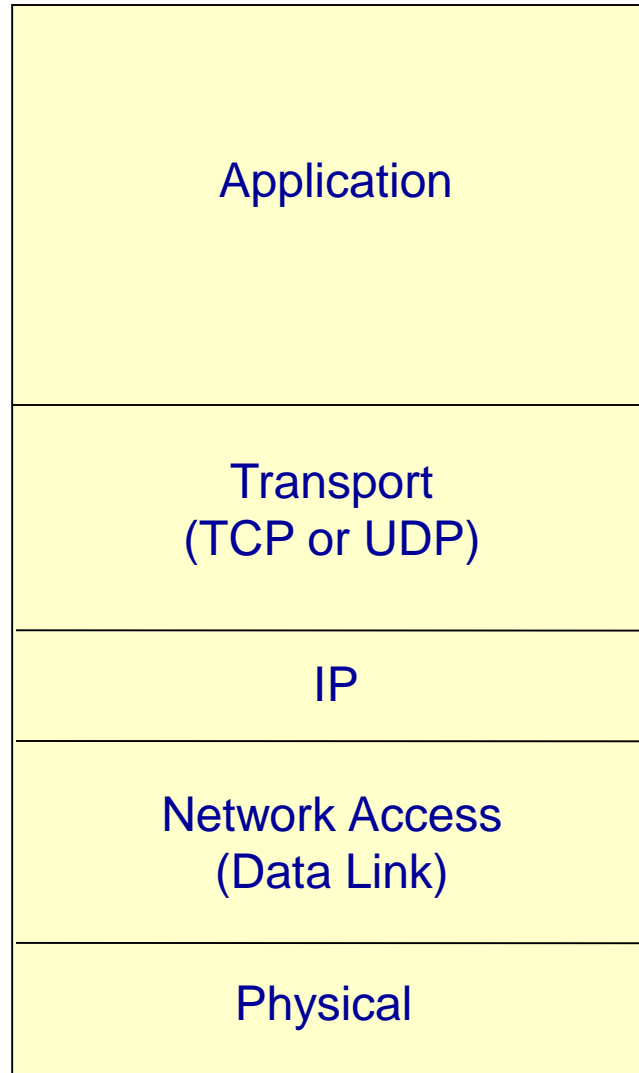 Application
Transport
(TCP or UDP)
IP
Network Access
(Data Link)
Physical